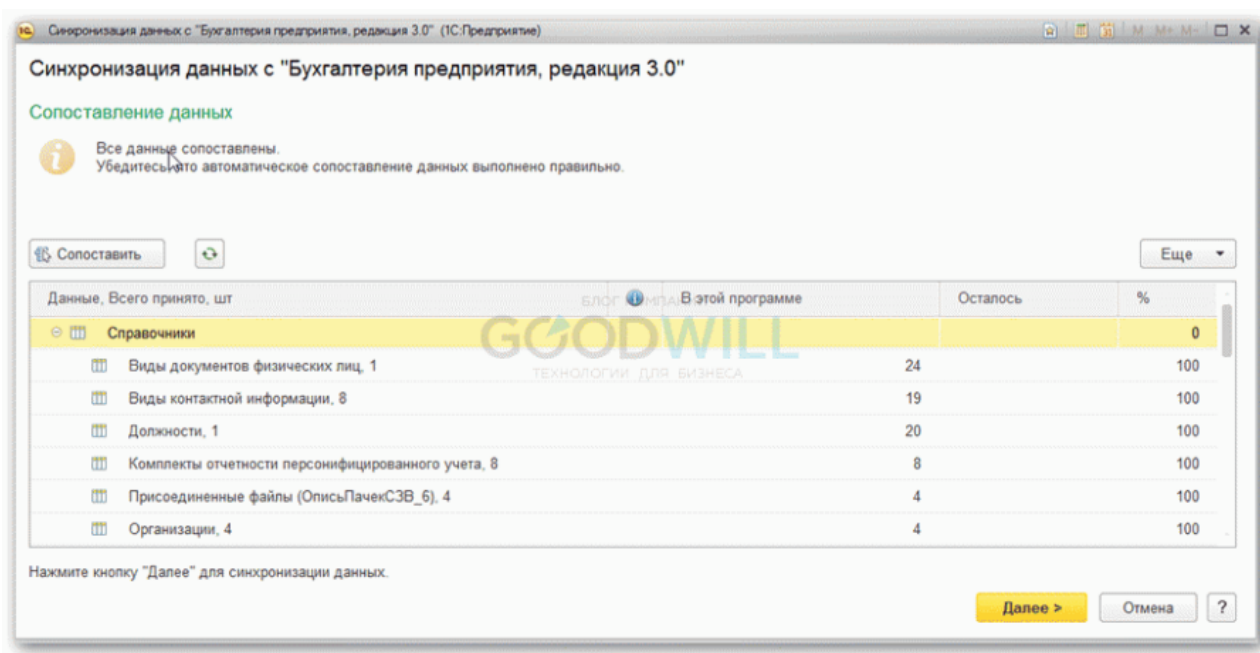 Синхронизация данных с "Бухгалтерия предприятия, редакция 3.0" (1С:Предприятие)
M M+ M-
Синхронизация данных с "Бухгалтерия предприятия, редакция 3.0"
Сопоставление данных
Все данные сопоставлены.
Убедитесь, что автоматическое сопоставление данных выполнено правильно.
Сопоставить
Еще
Данные, Всего принято, шт В этой программе Осталось %
БЛОГ КОМПАНИИ
Справочники 0
GOODWILL
Виды документов физических лиц, 1 24 100
ТЕХНОЛОГИИ ДЛЯ БИЗНЕСА
Виды контактной информации, 8 19 100
Должности, 1 20 100
Комплекты отчетности персонифицированного учета, 8 8 100
Присоединенные файлы (ОписьПачекСЗВ_6), 4 4 100
Организации, 4 4 100
Нажмите кнопку "Далее" для синхронизации данных.
Далее > Отмена ?